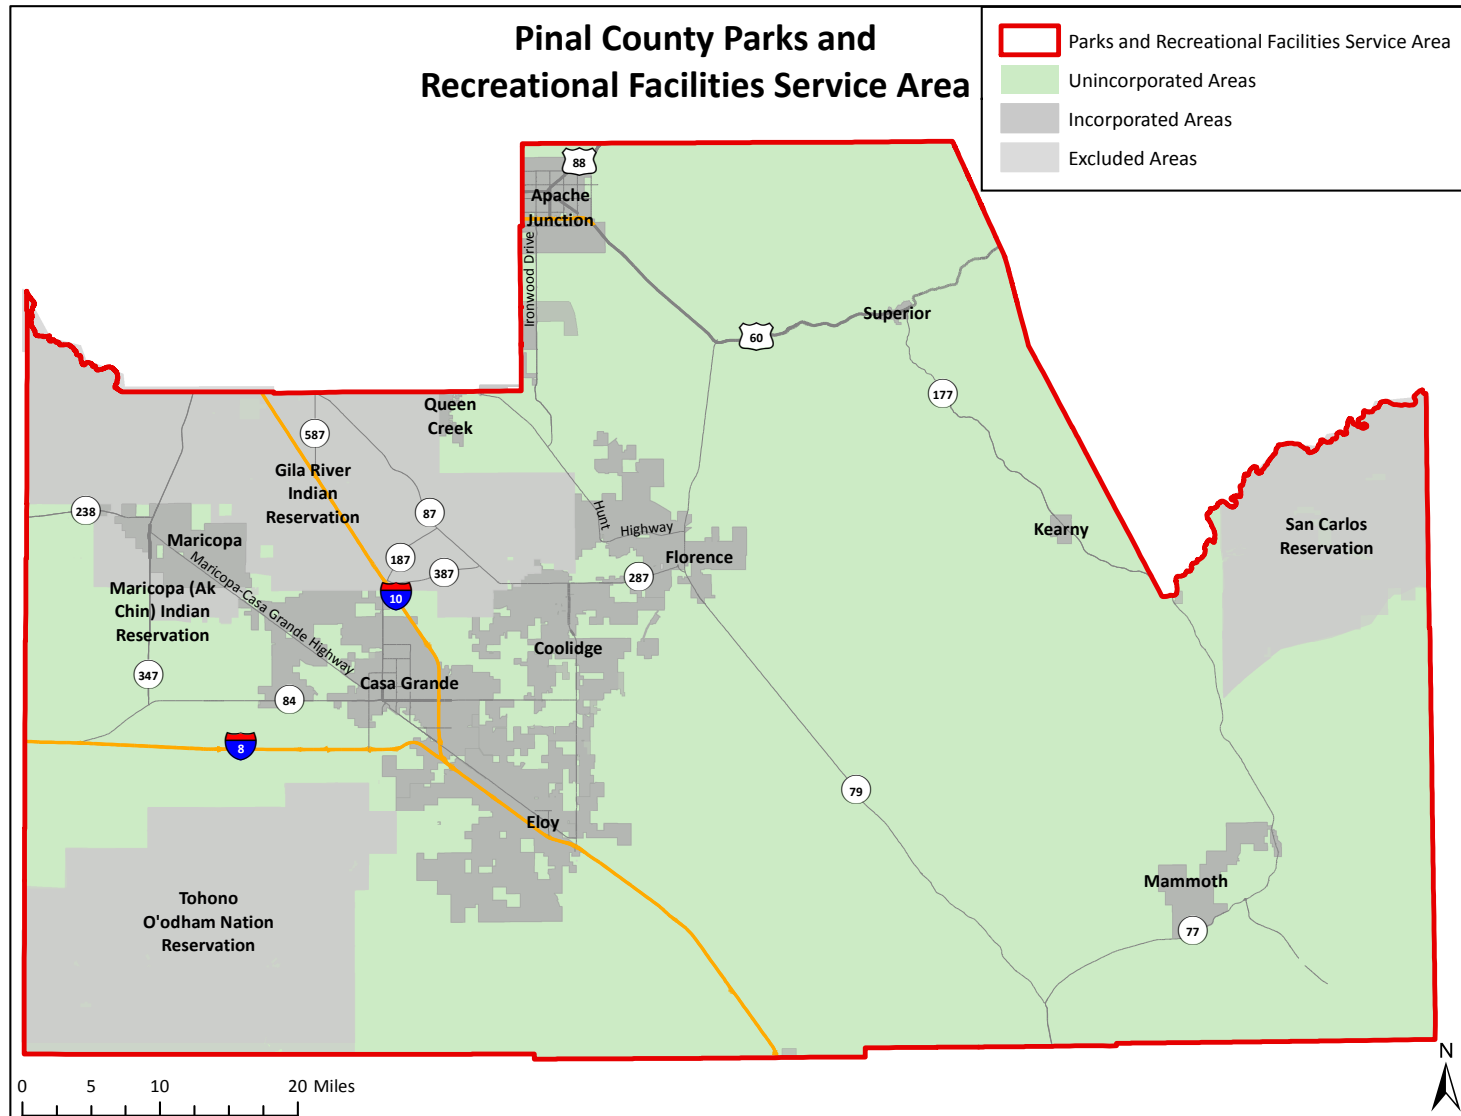 Pinal County Parks and
Recreational Facilities Service Area
Parks and Recreational Facilities Service Area
Unincorporated Areas
Incorporated Areas
Excluded Areas
88
Apache
Junction
Ironwood Drive
Superior
60
177
Queen
Creek
587
Gila River
Indian
Reservation
238
87
Hunt
Highway
Kearny
San Carlos
Reservation
Maricopa
187
387
Florence
287
10
Maricopa (Ak
Chin) Indian
Reservation
Maricopa-Casa Grande Highway
Coolidge
347
Casa Grande
84
8
79
Eloy
Mammoth
Tohono
O'odham Nation
Reservation
77
N
0 5 10 20 Miles